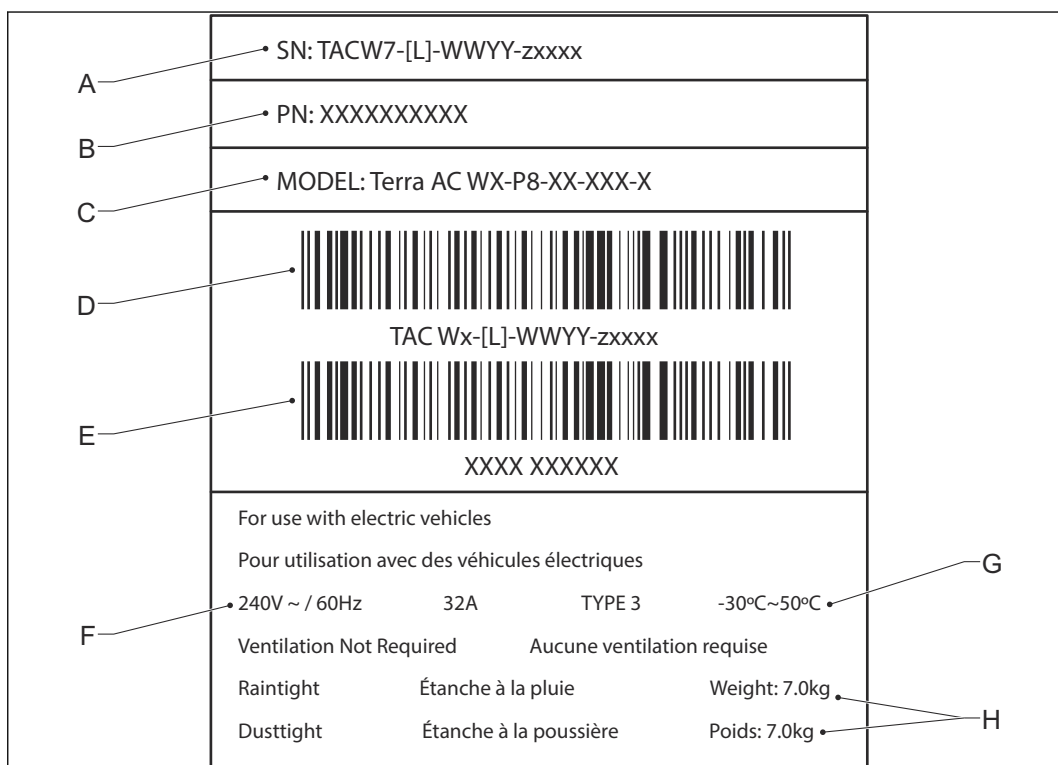 A
SN: TACW7-[L]-WWYY-zxxxx
B
PN: XXXXXXXXXX
C
MODEL: Terra AC WX-P8-XX-XXX-X
D
TAC Wx-[L]-WWYY-zxxxx
E
XXXX XXXXXX
For use with electric vehicles
Pour utilisation avec des véhicules électriques
G
F
240V ~ / 60Hz 32A TYPE 3 -30ºC~50ºC
Ventilation Not Required Aucune ventilation requise
Raintight Étanche à la pluie Weight: 7.0kg
H
Dusttight Étanche à la poussière Poids: 7.0kg